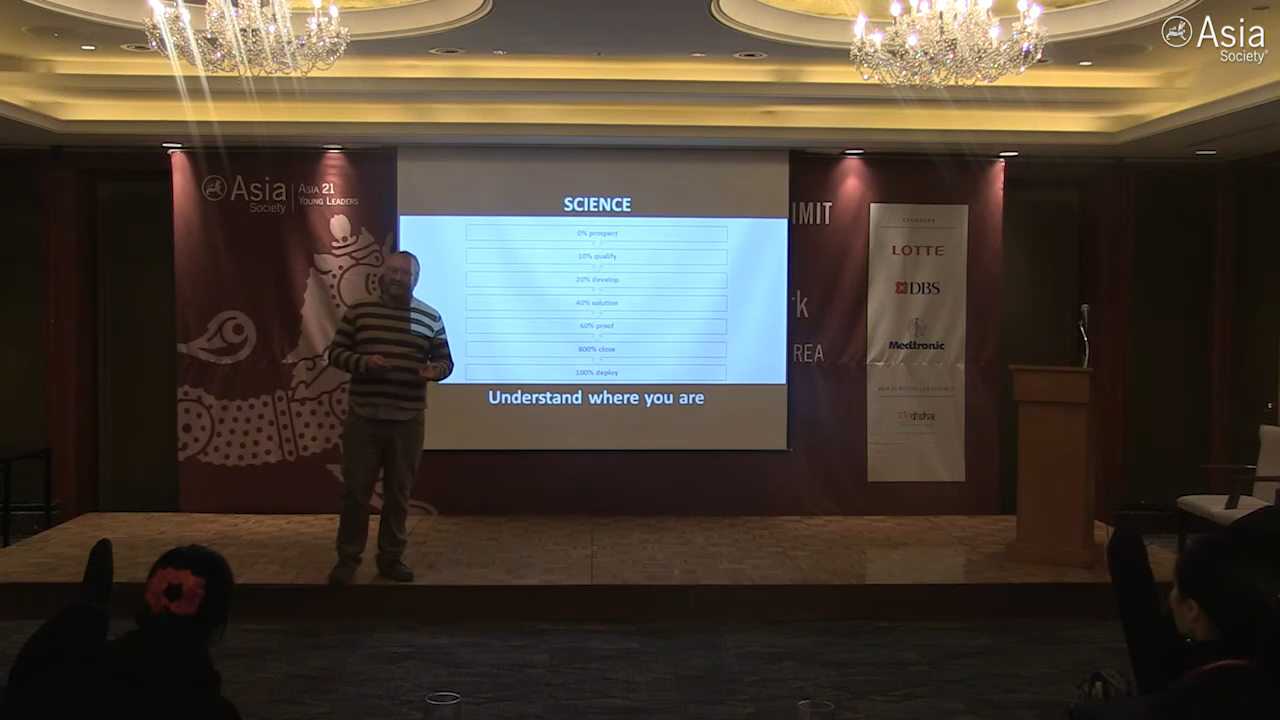 Asia
Society
Asia
Society
ASIA 21
YOUNG LEADERS
SCIENCE
0% prospect
10% qualify
20% develop
40% solution
60% proof
800% close
100% deploy
Understand where you are
IMIT
rk
REA
SPONSORS
LOTTE
DBS
Medtronic